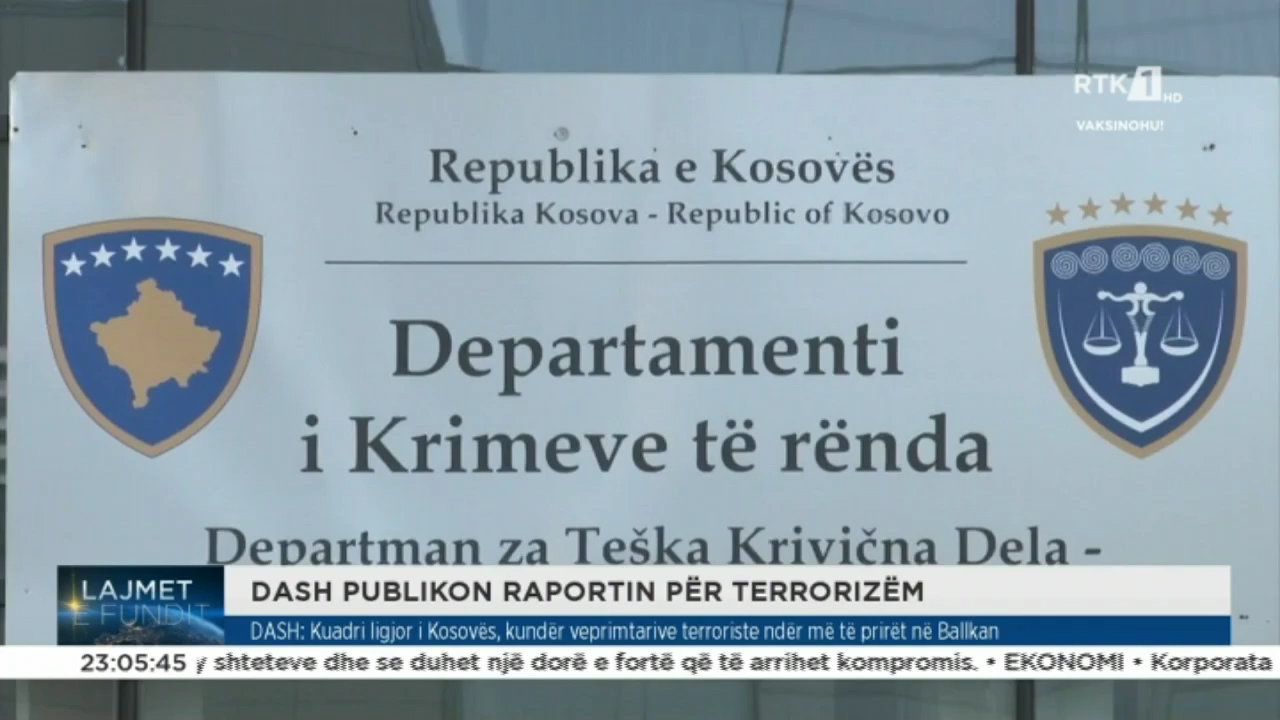 RTK 1 HD
VAKSINOHU!
Republika e Kosovës
Republika Kosova - Republic of Kosovo
Departamenti
i Krimeve të rënda
Departman za Teška Krivična Dela -
LAJMET
E FUNDIT
DASH PUBLIKON RAPORTIN PËR TERRORIZËM
DASH: Kuadri ligjor i Kosovës, kundër veprimtarive terroriste ndër më të prirët në Ballkan
23:05:45 y shteteve dhe se duhet një dorë e fortë që të arrihet kompromis. • EKONOMI • Korporata